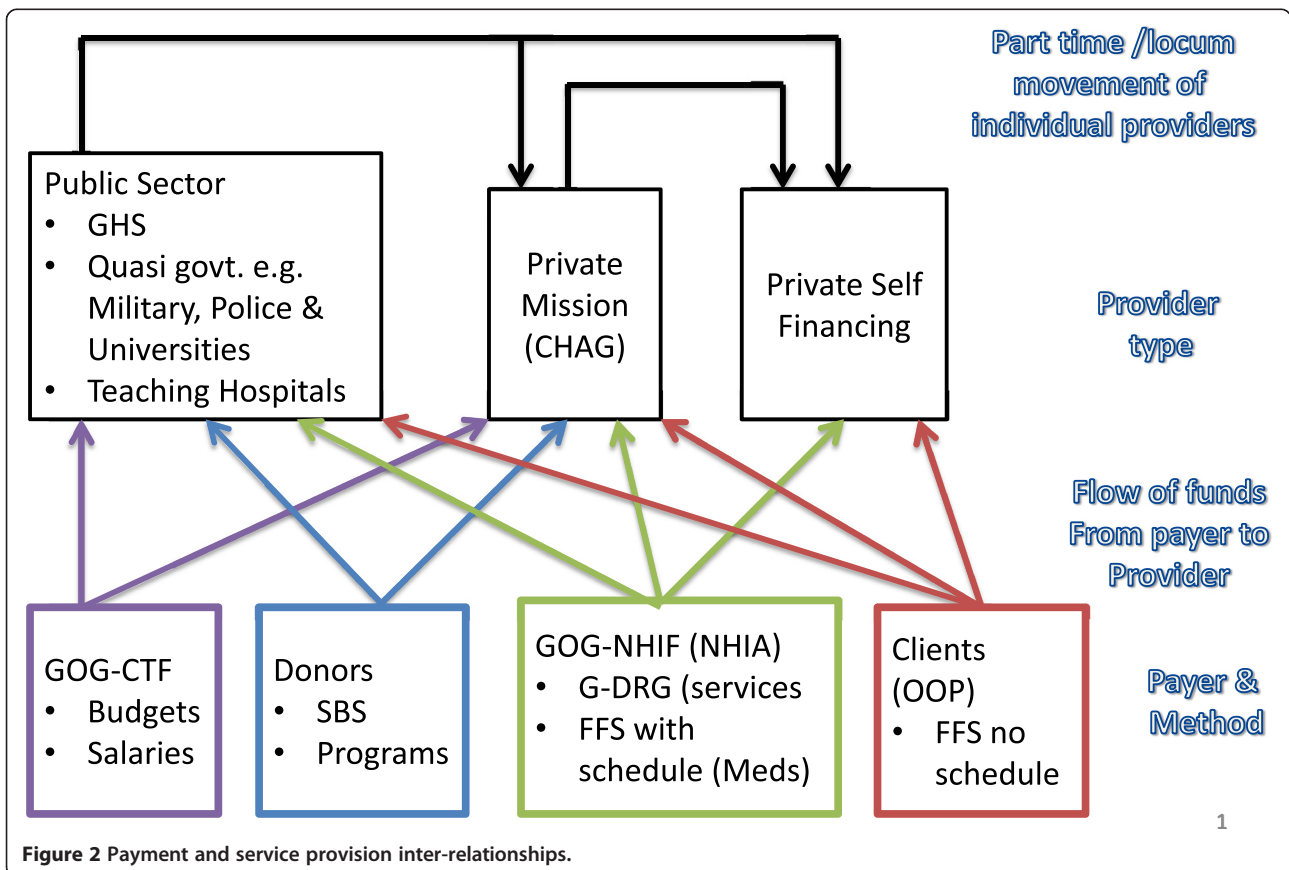 Part time /locum
movement of
individual providers
Public Sector
• GHS
• Quasi govt. e.g.
Military, Police &
Universities
• Teaching Hospitals
Private
Mission
(CHAG)
Private Self
Financing
Provider
type
Flow of funds
From payer to
Provider
GOG-CTF
• Budgets
• Salaries
Donors
• SBS
• Programs
GOG-NHIF (NHIA)
• G-DRG (services
• FFS with
schedule (Meds)
Clients
(OOP)
• FFS no
schedule
Payer &
Method
1
Figure 2 Payment and service provision inter-relationships.